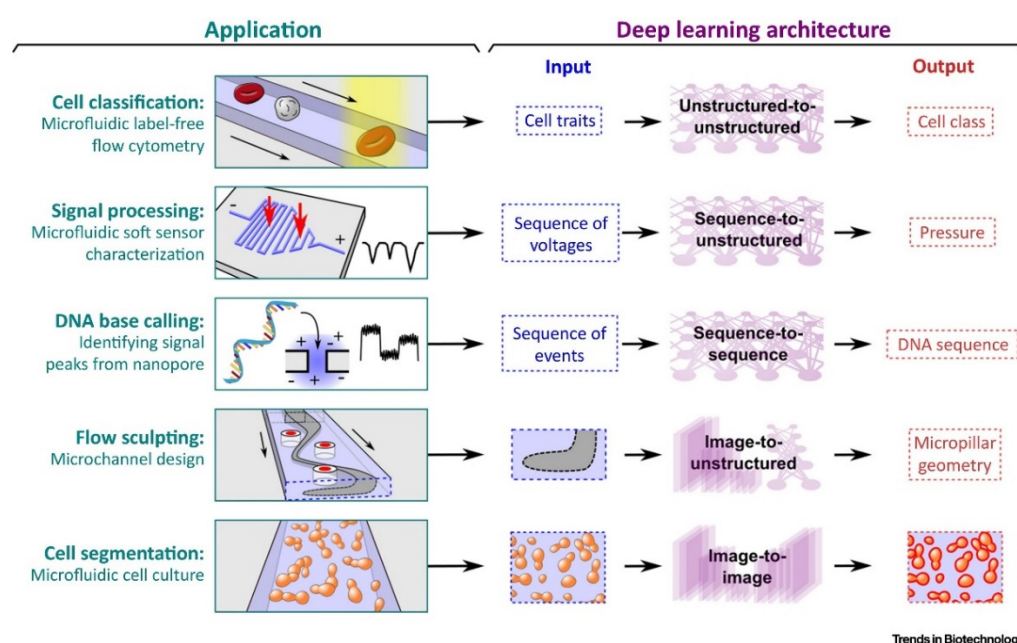 Application
Deep learning architecture
Input
Output
Cell classification:
Microfluidic label-free
flow cytometry
Cell traits
Unstructured-to-
unstructured
Cell class
Signal processing:
Microfluidic soft sensor
characterization
-
+
Sequence of
voltages
Sequence-to-
unstructured
Pressure
DNA base calling:
Identifying signal
peaks from nanopore
+ -+
- + -
Sequence of
events
Sequence-to-
sequence
DNA sequence
Flow sculpting:
Microchannel design
Image-to-
unstructured
Micropillar
geometry
Cell segmentation:
Microfluidic cell culture
Image-to-
image
Trends in Biotechnology